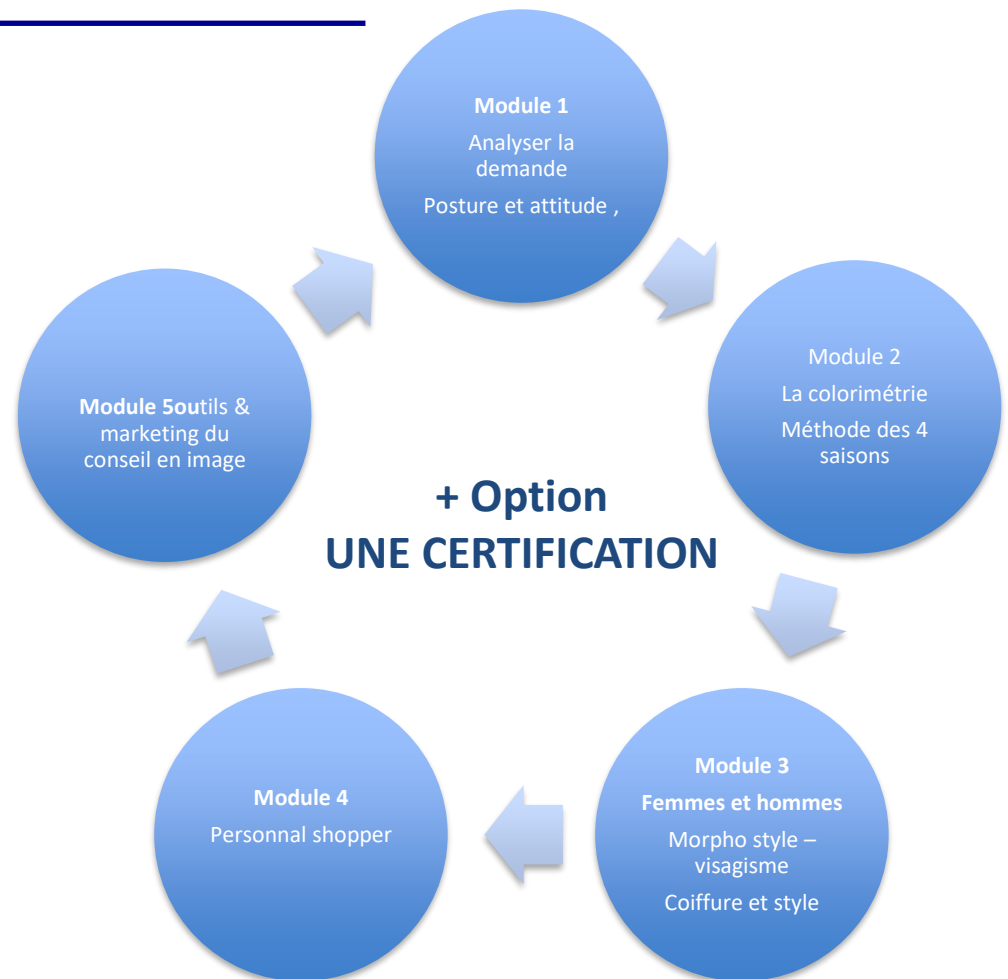 Module 1
Analyser la
demande
Posture et attitude ,
Module 2
La colorimétrie
Méthode des 4
saisons
Module 3
Femmes et hommes
Morpho style –
visagisme
Coiffure et style
Module 4
Personnal shopper
Module 5outils &
marketing du
conseil en image
+ Option
UNE CERTIFICATION